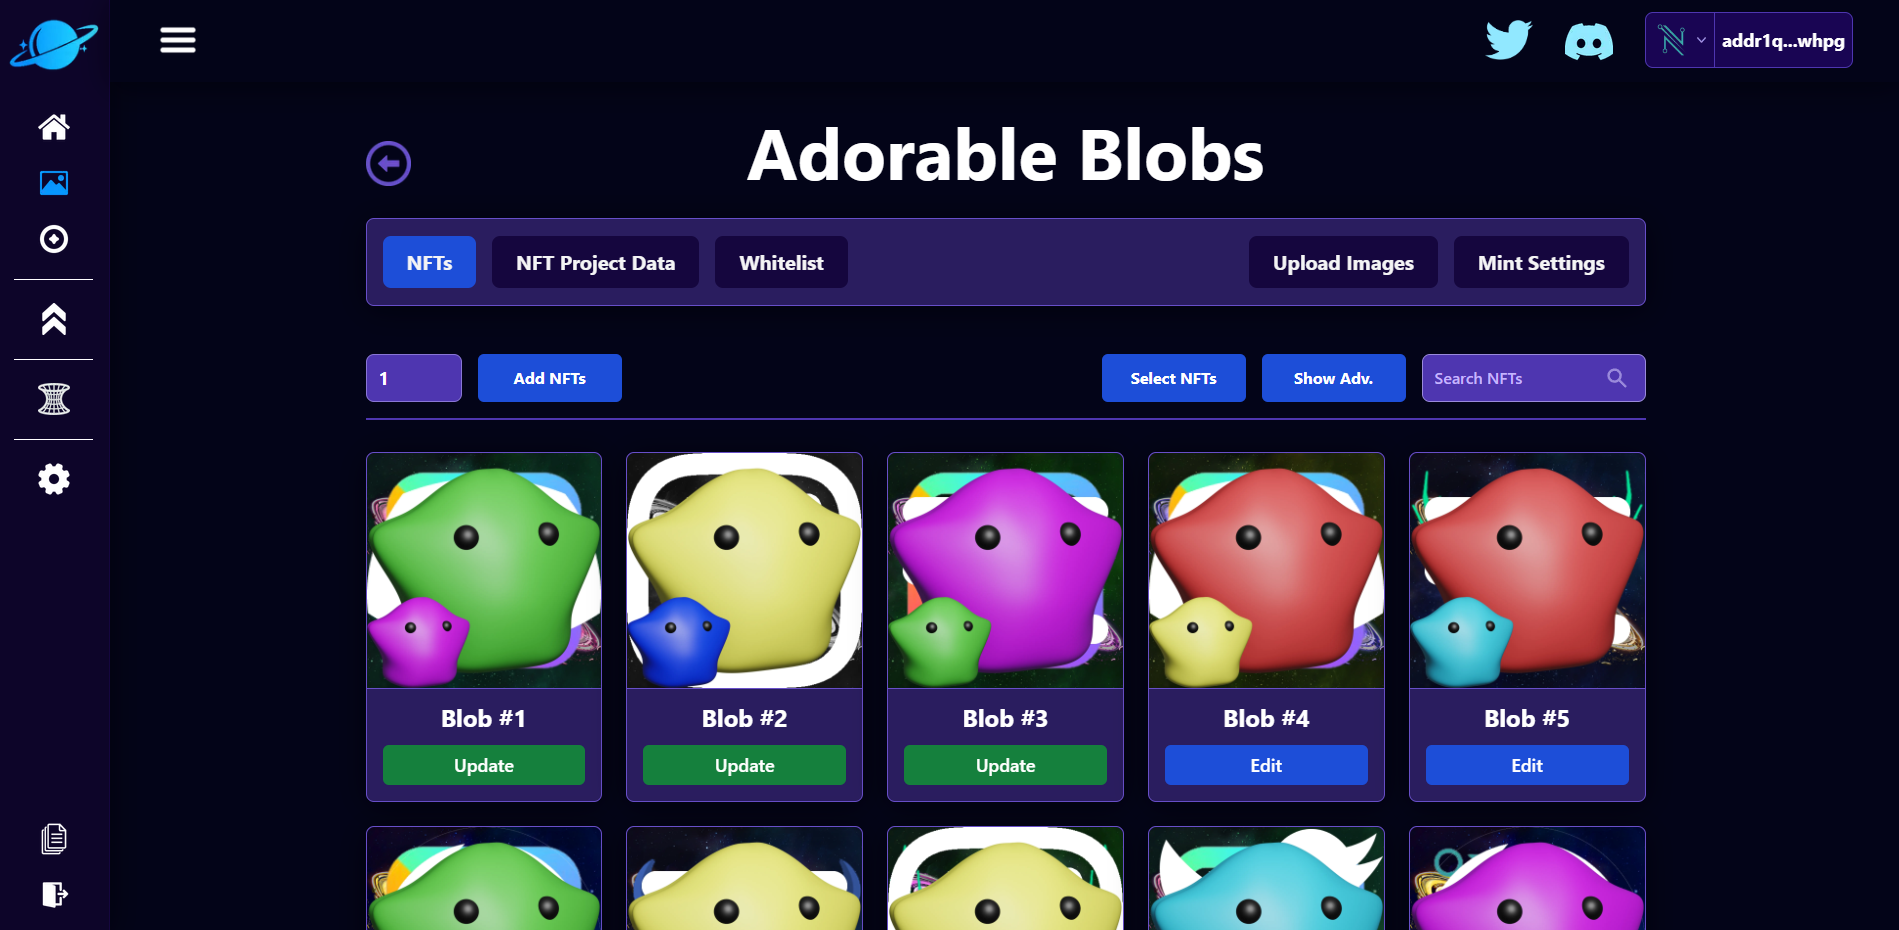 addr1q...whpg
Adorable Blobs
NFTs
NFT Project Data
Whitelist
Upload Images
Mint Settings
1
Add NFTs
Select NFTs
Show Adv.
Search NFTs
Blob #1
Blob #2
Blob #3
Blob #4
Blob #5
Update
Update
Update
Edit
Edit